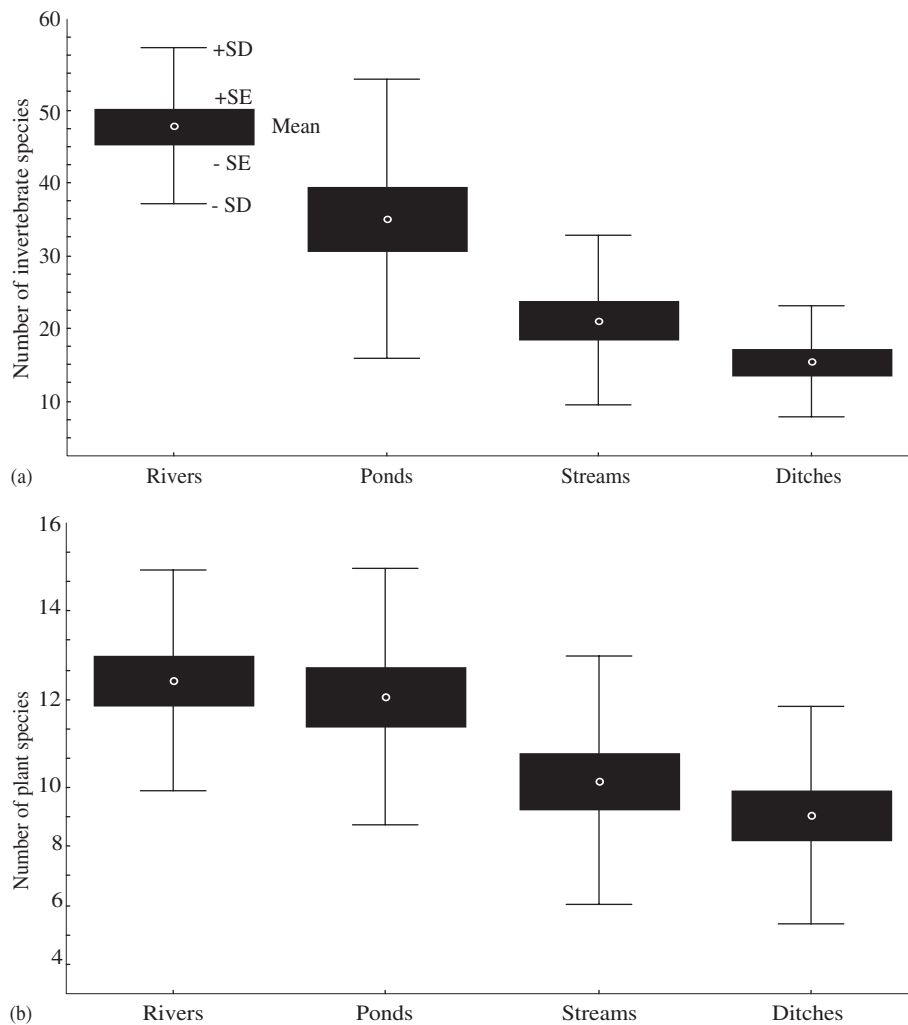 60
+SD
50
+SE
Mean
- SE
40
- SD
30
20
10
Number of invertebrate species
(a)
Rivers Ponds Streams Ditches
16
14
12
10
8
6
4
Number of plant species
(b)
Rivers Ponds Streams Ditches